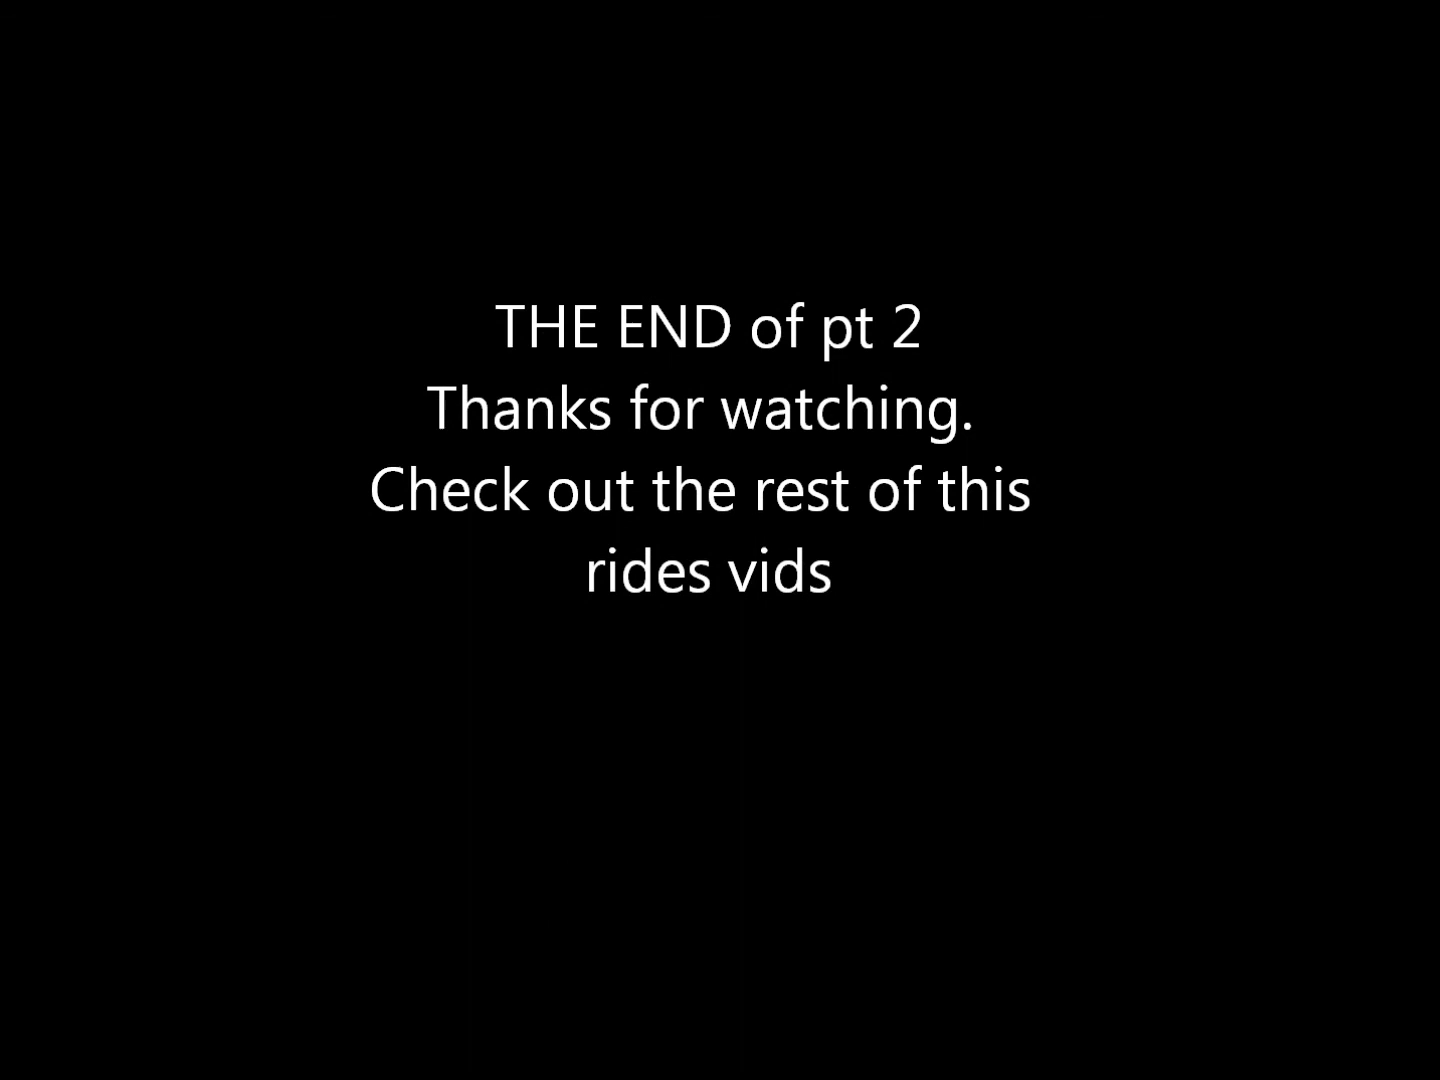 THE END of pt 2
Thanks for watching.
Check out the rest of this
rides vids